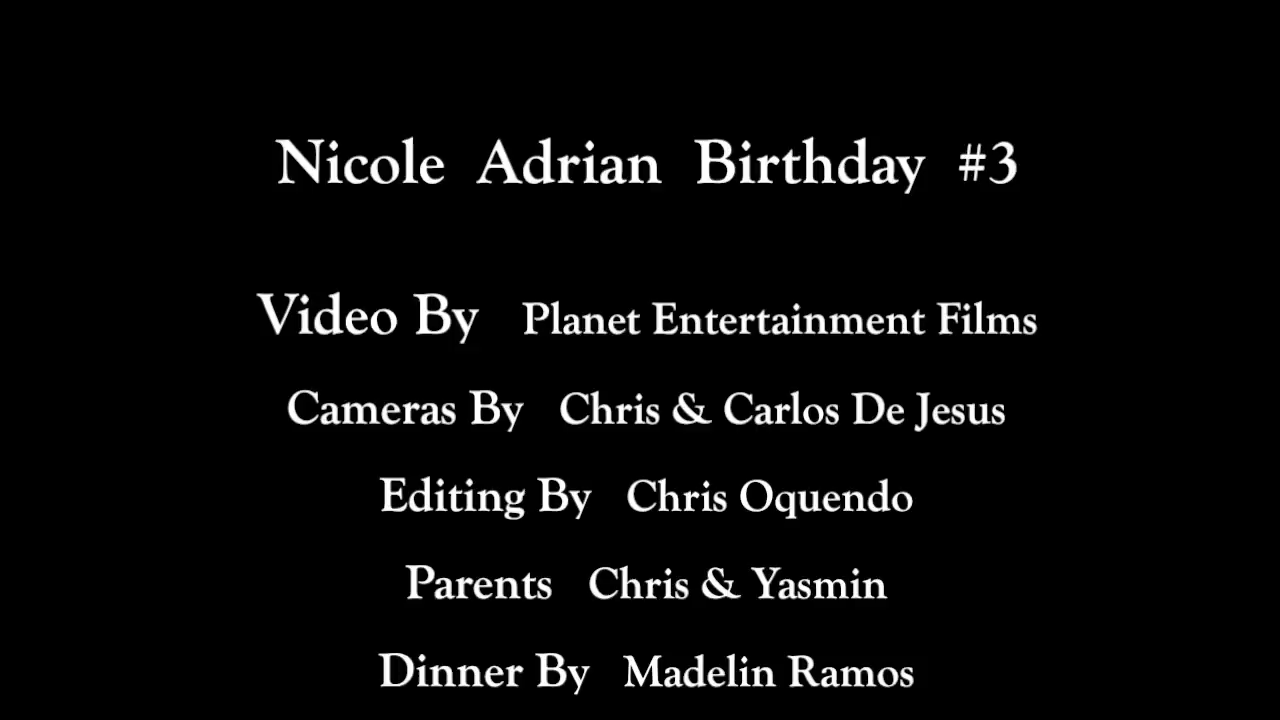 Nicole Adrian Birthday #3
Video By Planet Entertainment Films
Cameras By Chris & Carlos De Jesus
Editing By Chris Oquendo
Parents Chris & Yasmin
Dinner By Madelin Ramos